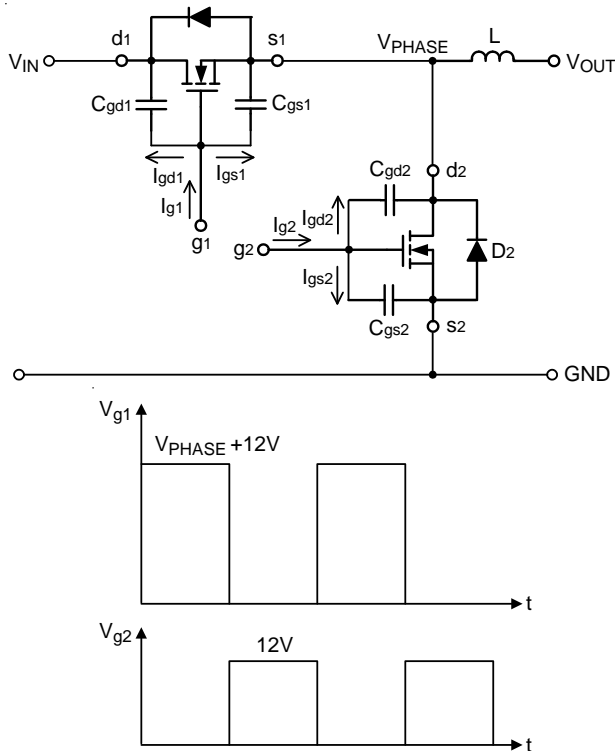 d1
s1
VPHASE
L
VIN
VOUT
Cgd1
Cgs1
Igd1
Igs1
Ig1
g1
Cgd2
d2
Igd2
Ig2
g2
D2
Igs2
Cgs2
s2
GND
Vg1
VPHASE +12V
t
Vg2
12V
t